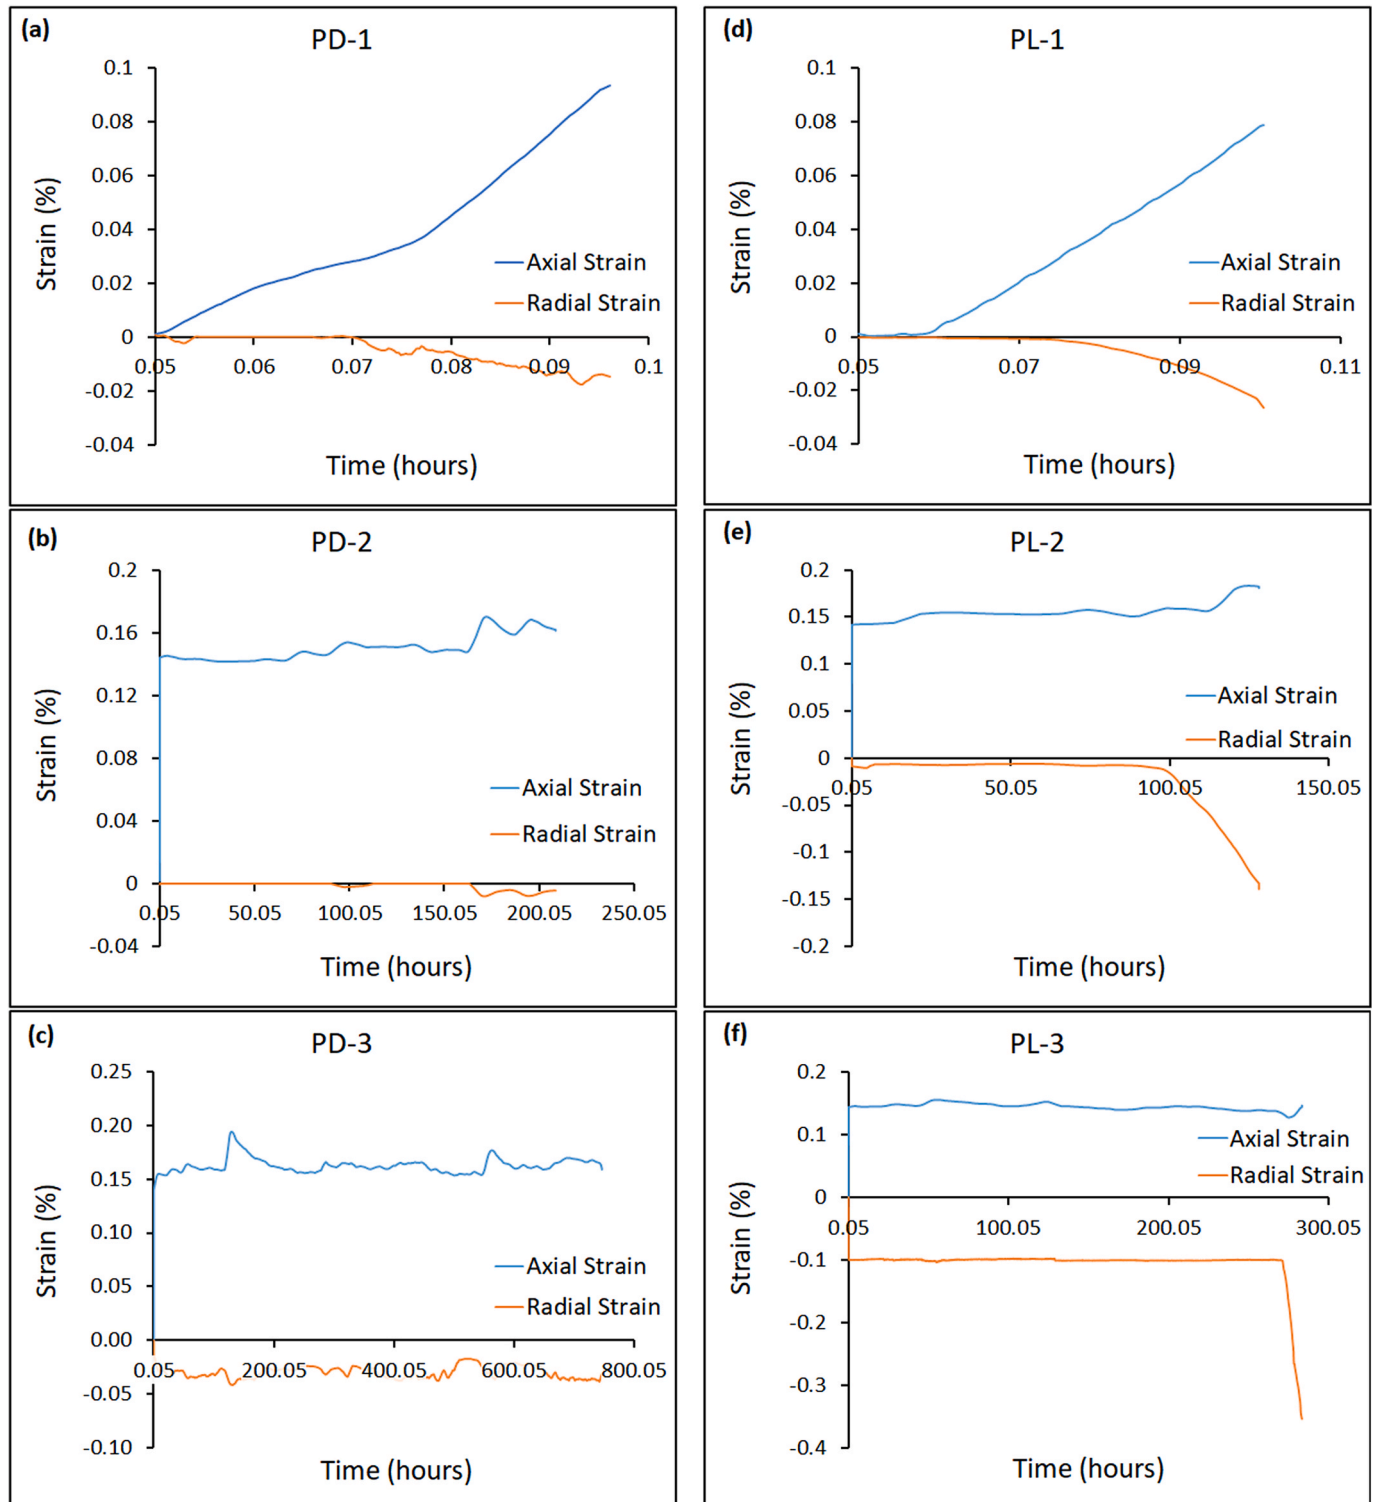 (a)
PD-1
0.1
0.08
0.06
0.04
0.02
0
-0.02
-0.04
Strain (%)
Axial Strain
Radial Strain
0.05 0.06 0.07 0.08 0.09 0.1
Time (hours)
(d)
PL-1
0.1
0.08
0.06
0.04
0.02
0
-0.02
-0.04
Strain (%)
Axial Strain
Radial Strain
0.05 0.07 0.09 0.11
Time (hours)
(b)
PD-2
0.2
0.16
0.12
0.08
0.04
0
-0.04
Strain (%)
Axial Strain
Radial Strain
0.05 50.05 100.05 150.05 200.05 250.05
Time (hours)
(e)
PL-2
0.2
0.15
0.1
0.05
0
-0.05
-0.1
-0.15
-0.2
Strain (%)
Axial Strain
Radial Strain
0.05 50.05 100.05 150.05
Time (hours)
(c)
PD-3
0.25
0.20
0.15
0.10
0.05
0.00
-0.05
-0.10
Strain (%)
Axial Strain
Radial Strain
0.05 200.05 400.05 600.05 800.05
Time (hours)
(f)
PL-3
0.2
0.1
0
-0.1
-0.2
-0.3
-0.4
Strain (%)
Axial Strain
Radial Strain
0.05 100.05 200.05 300.05
Time (hours)